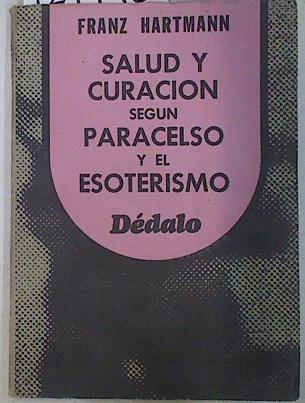 FRANZ HARTMANN
SALUD Y
CURACION
SEGUN
PARACELSO
Y EL
ESOTERISMO
Dédalo